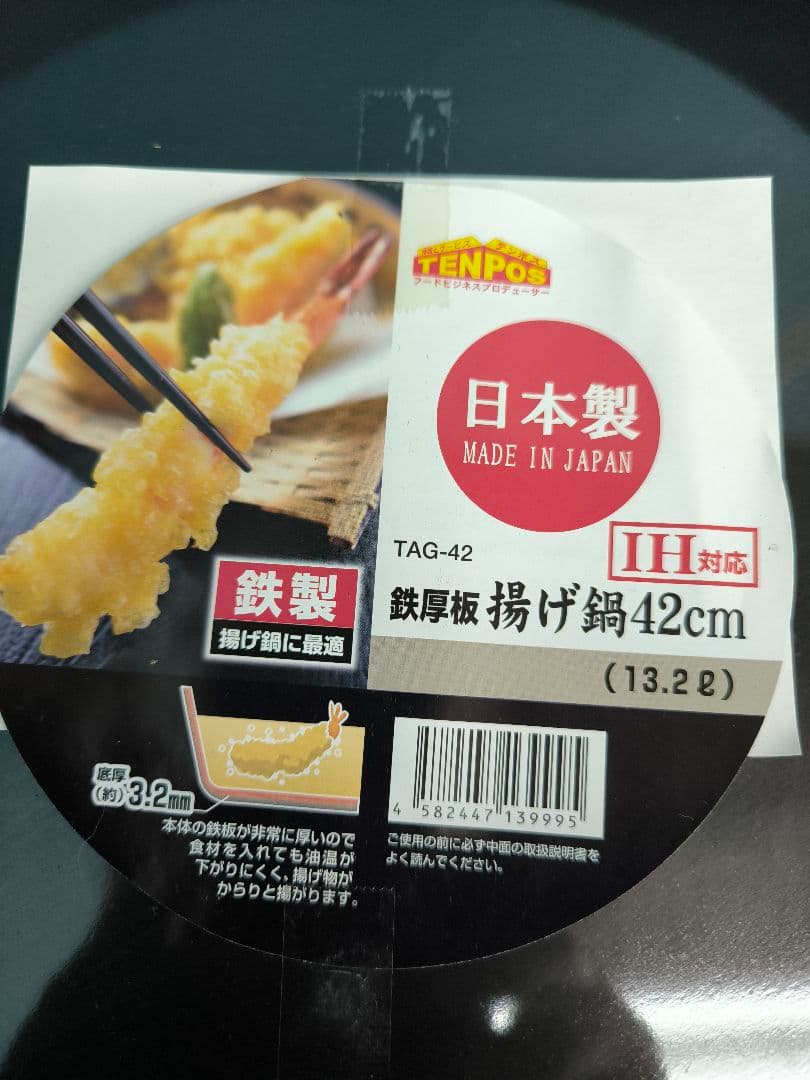 テンポス
TENPOS
フードビジネスプロデューサー
日本製
MADE IN JAPAN
TAG-42
IH対応
鉄製
揚げ鍋に最適
鉄厚板 揚げ鍋42cm
(13.2ℓ)
底厚
(約)3.2mm
本体の鉄板が非常に厚いので
食材を入れても油温が
下がりにくく、揚げ物が
からりと揚がります。
4 582447 139995
ご使用の前に必ず中面の取扱説明書を
よく読んでください。